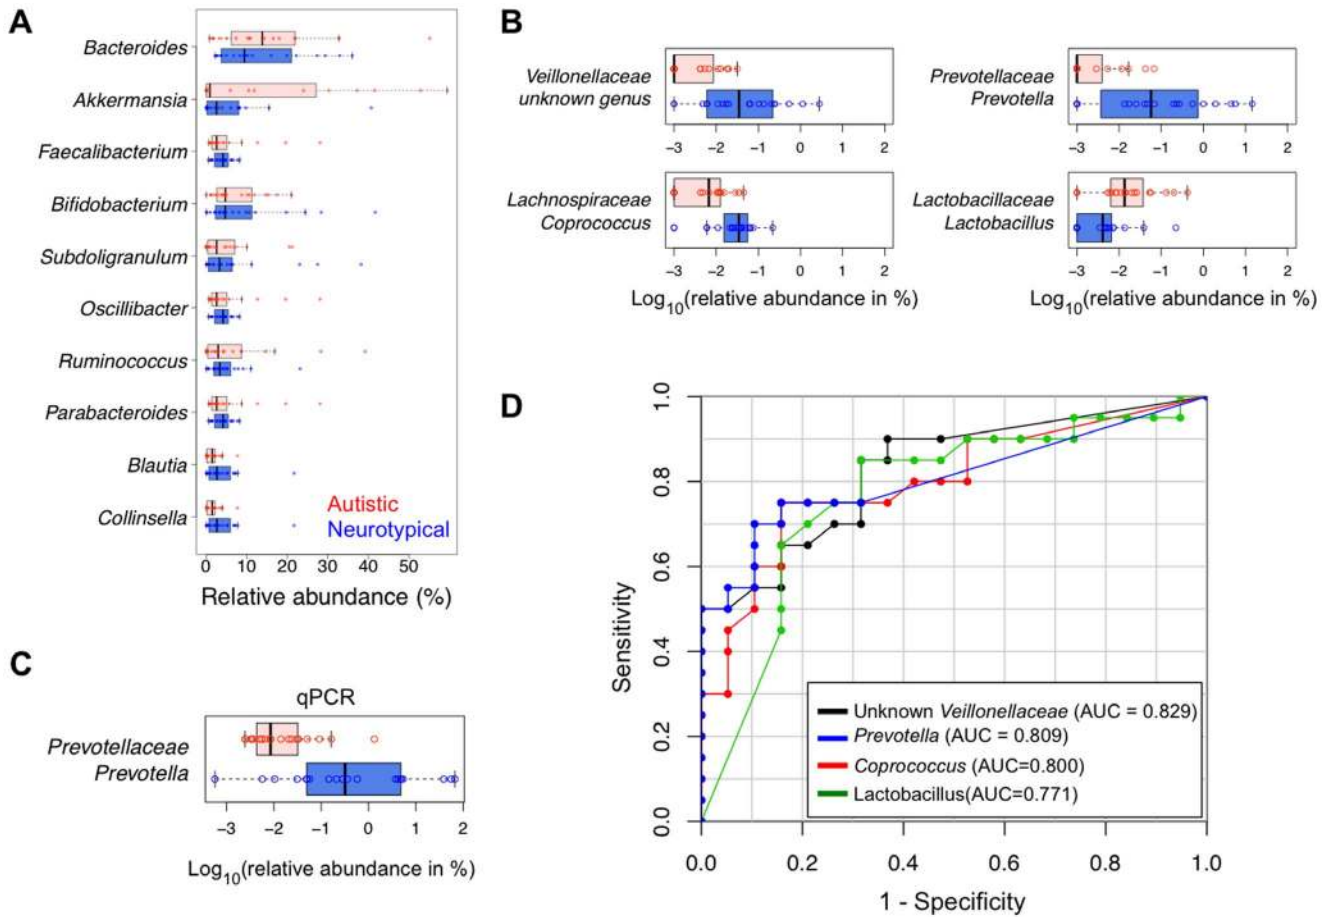 A
Bacteroides
Akkermansia
Faecalibacterium
Bifidobacterium
Subdoligranulum
Oscillibacter
Ruminococcus
Parabacteroides
Blautia
Collinsella
Autistic
Neurotypical
0 10 20 30 40 50
Relative abundance (%)
B
Veillonellaceae
unknown genus
−3 −2 −1 0 1 2
Prevotellaceae
Prevotella
−3 −2 −1 0 1 2
Lachnospiraceae
Coprococcus
−3 −2 −1 0 1 2
Log10(relative abundance in %)
Lactobacillaceae
Lactobacillus
−3 −2 −1 0 1 2
Log10(relative abundance in %)
C
qPCR
Prevotellaceae
Prevotella
−3 −2 −1 0 1 2
Log10(relative abundance in %)
D
Sensitivity
1.0
0.8
0.6
0.4
0.2
0.0
Unknown Veillonellaceae (AUC = 0.829)
Prevotella (AUC = 0.809)
Coprococcus (AUC=0.800)
Lactobacillus(AUC=0.771)
0.0 0.2 0.4 0.6 0.8 1.0
1 - Specificity